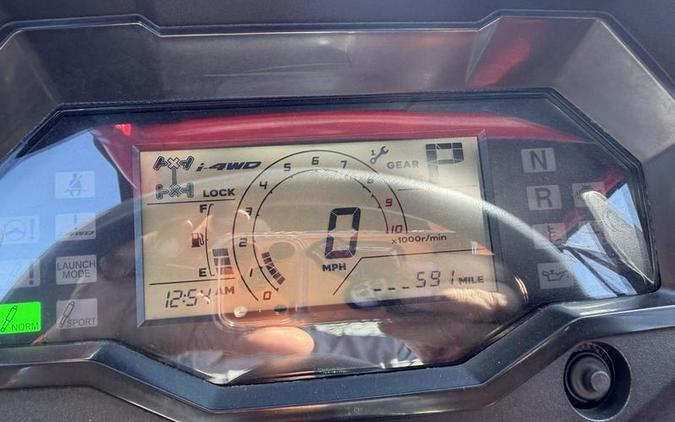 i-4WD
LOCK
F
E
12:54 AM
0
1
2
3
4
5
6
7
8
9
10
x1000r/min
GEAR P
0
MPH
591 MILE
N
R
4WD
LAUNCH
MODE
NORM
SPORT